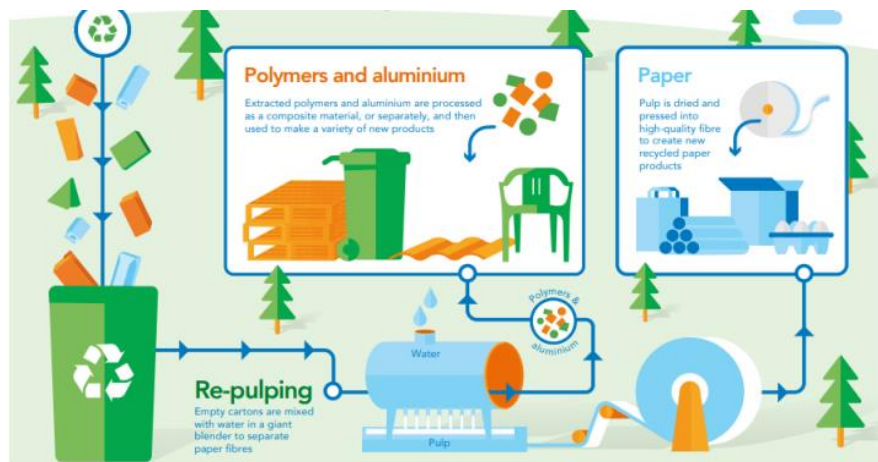 Polymers and aluminium
Extracted polymers and aluminium are processed
as a composite material, or separately, and then
used to make a variety of new products
Paper
Pulp is dried and
pressed into
high-quality fibre
to create new
recycled paper
products
Polymers &
aluminium
Water
Re-pulping
Empty cartons are mixed
with water in a giant
blender to separate
paper fibres
Pulp